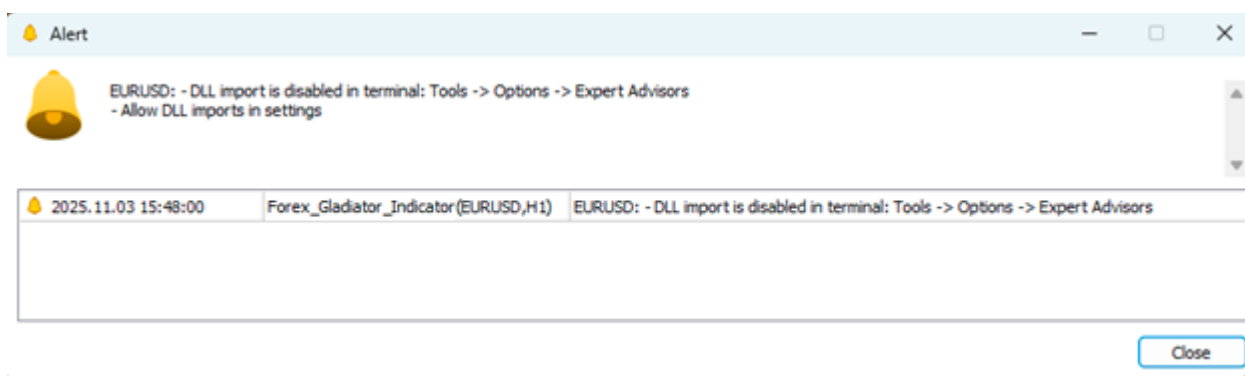 Alert
EURUSD: - DLL import is disabled in terminal: Tools -> Options -> Expert Advisors
- Allow DLL imports in settings
2025.11.03 15:48:00 Forex_Gladiator_Indicator(EURUSD,H1) EURUSD: - DLL import is disabled in terminal: Tools -> Options -> Expert Advisors
Close